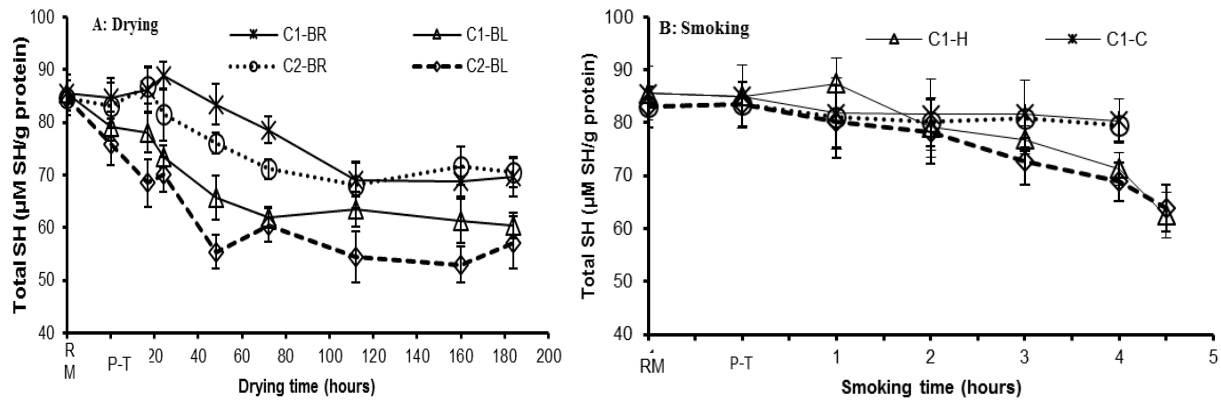 A: Drying
C1-BR
C1-BL
C2-BR
C2-BL
Total SH (µM SH/g protein)
100
90
80
70
60
50
40
R
M
P-T
20
40
60
80
100
120
140
160
180
200
Drying time (hours)
B: Smoking
C1-H
C1-C
Total SH (µM SH/g protein)
100
90
80
70
60
50
40
RM
P-T
1
2
3
4
5
Smoking time (hours)